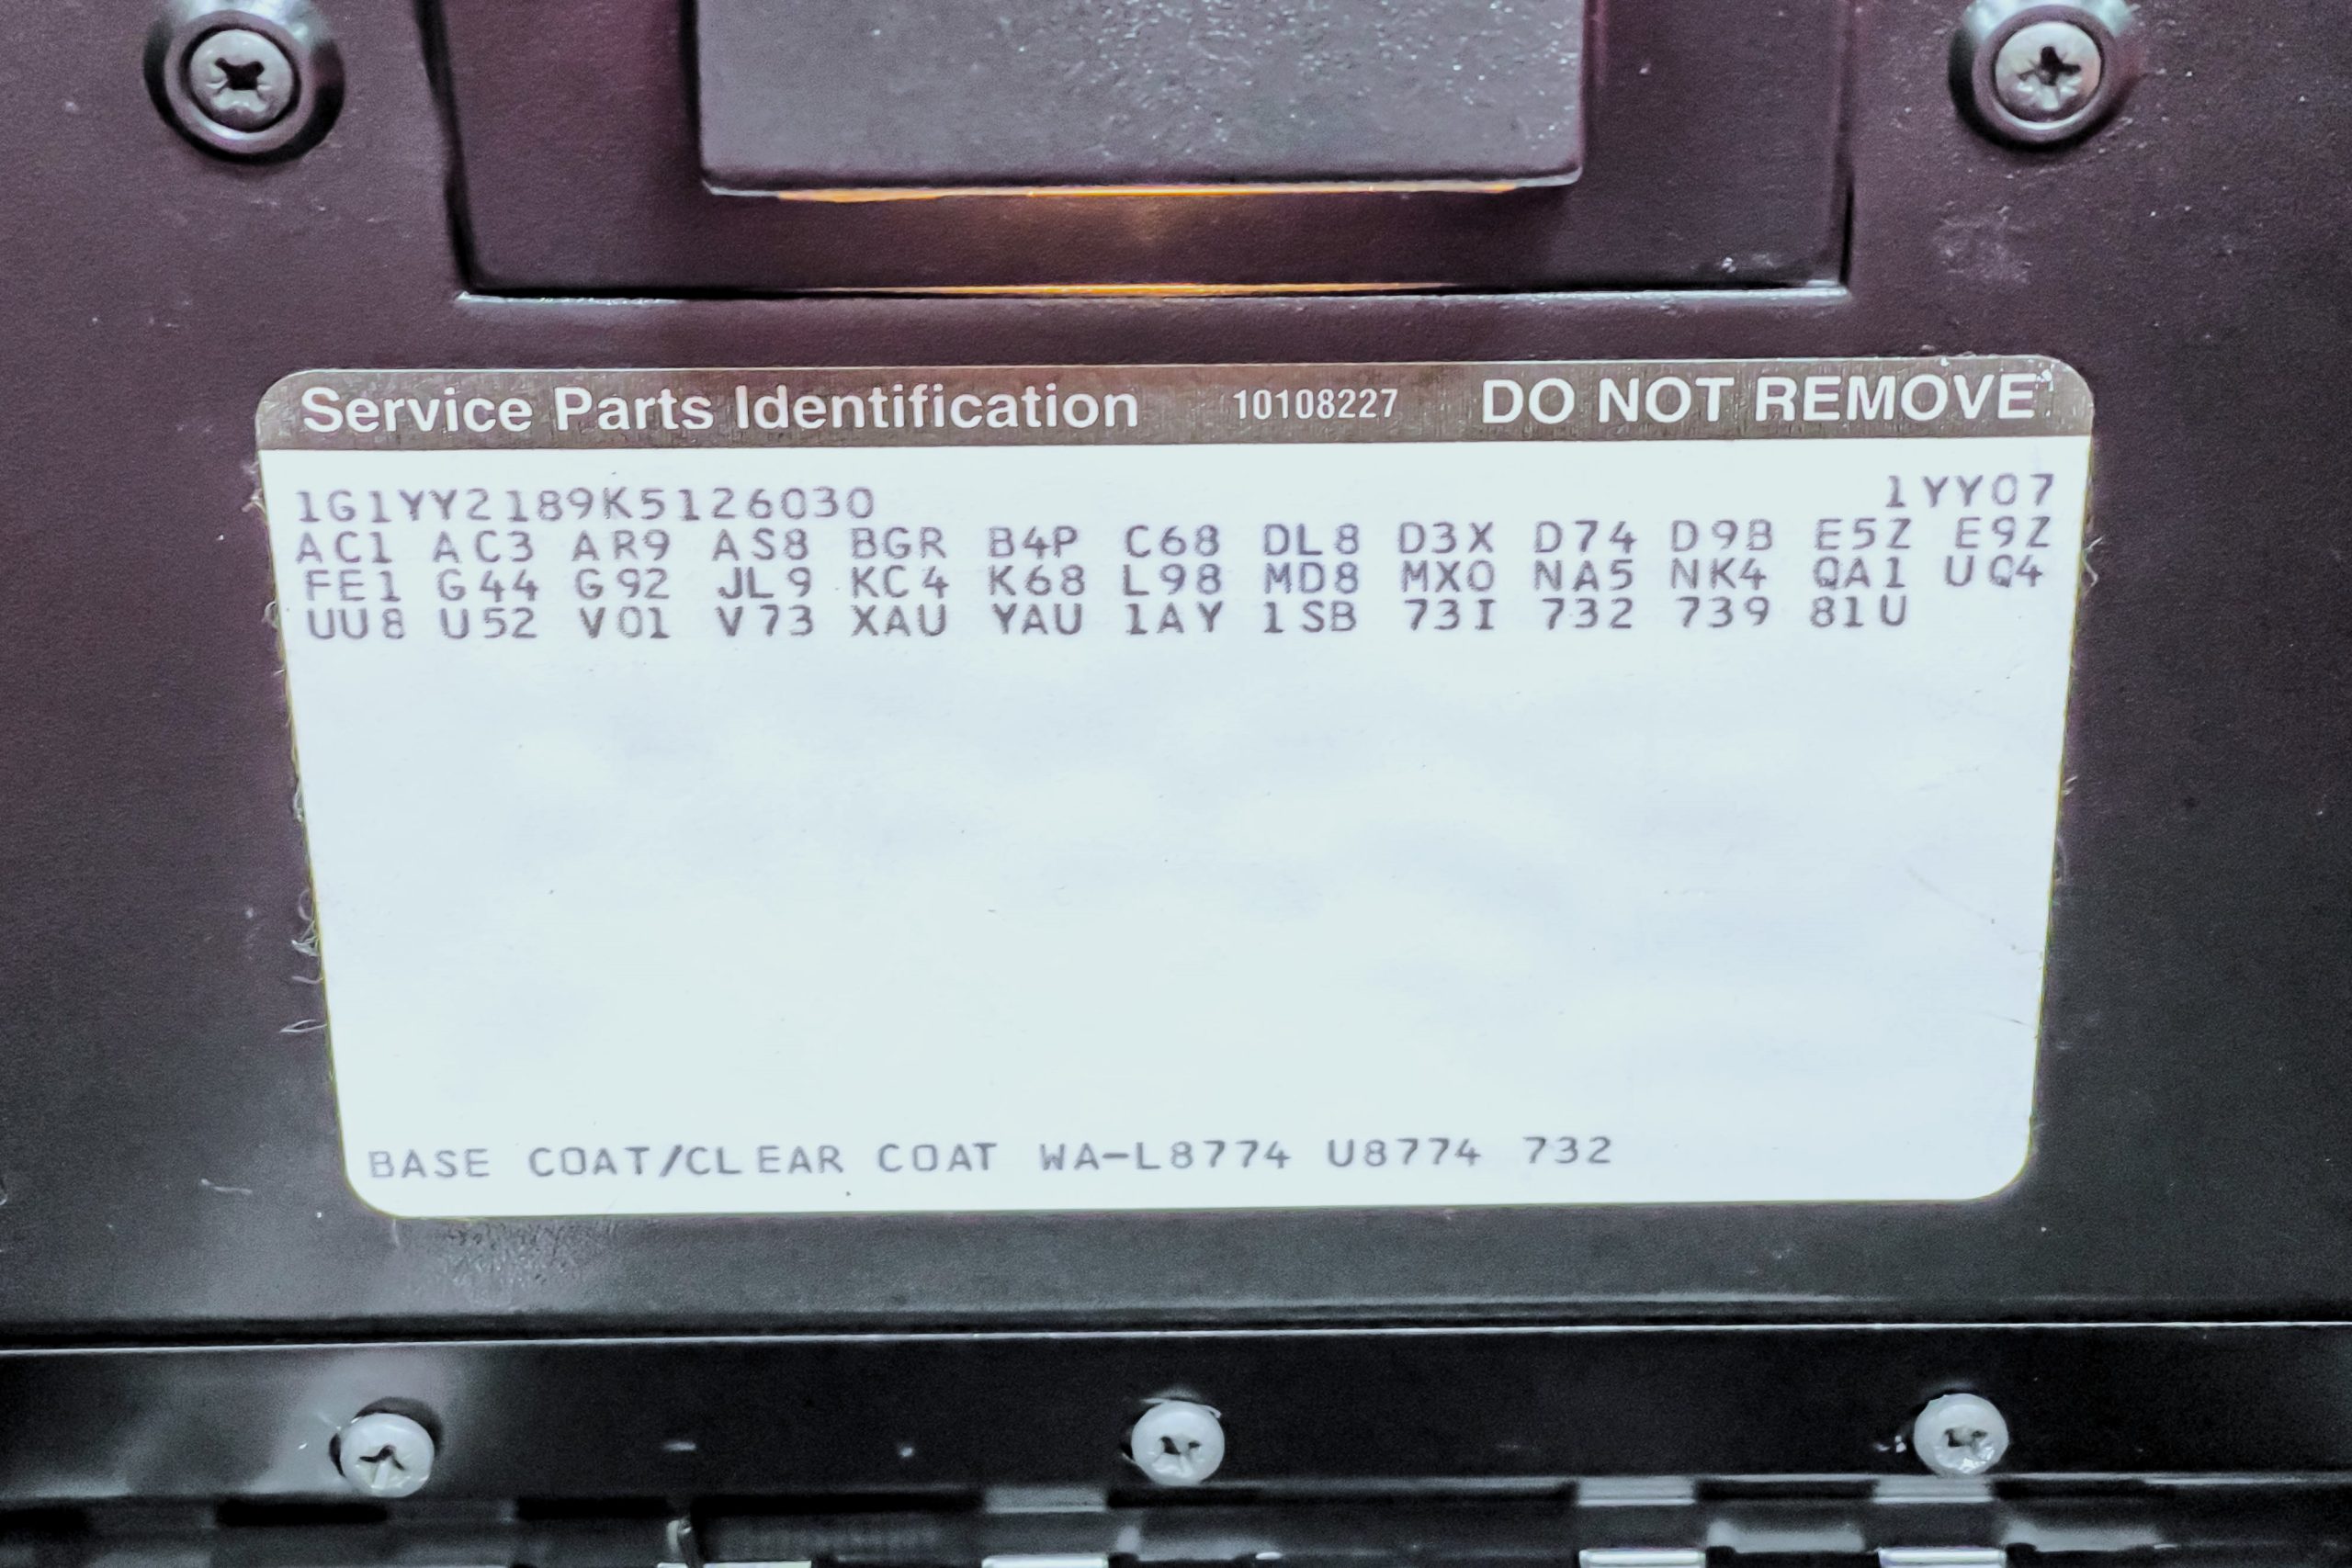 Service Parts Identification 10108227 DO NOT REMOVE
1G1YY2189K5126030 1YY07
AC1 AC3 AR9 AS8 BGR B4P C68 DL8 D3X D74 D9B E5Z E9Z
FE1 G44 G92 JL9 KC4 K68 L98 MD8 MX0 NA5 NK4 QA1 UQ4
UU8 U52 V01 V73 XAU YAU 1AY 1SB 73I 732 739 81U
BASE COAT/CLEAR COAT WA-L8774 U8774 732